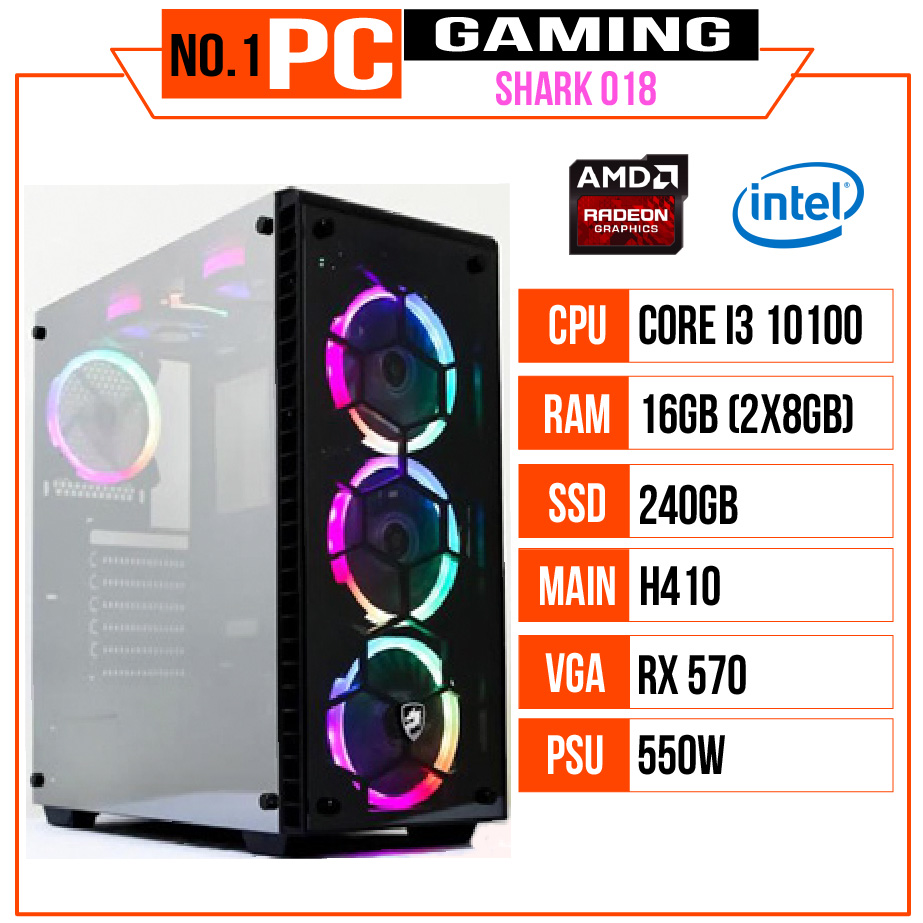 NO.1 PC GAMING
SHARK 018
AMD
RADEON
GRAPHICS
intel®
CPU CORE I3 10100
RAM 16GB (2X8GB)
SSD 240GB
MAIN H410
VGA RX 570
PSU 550W